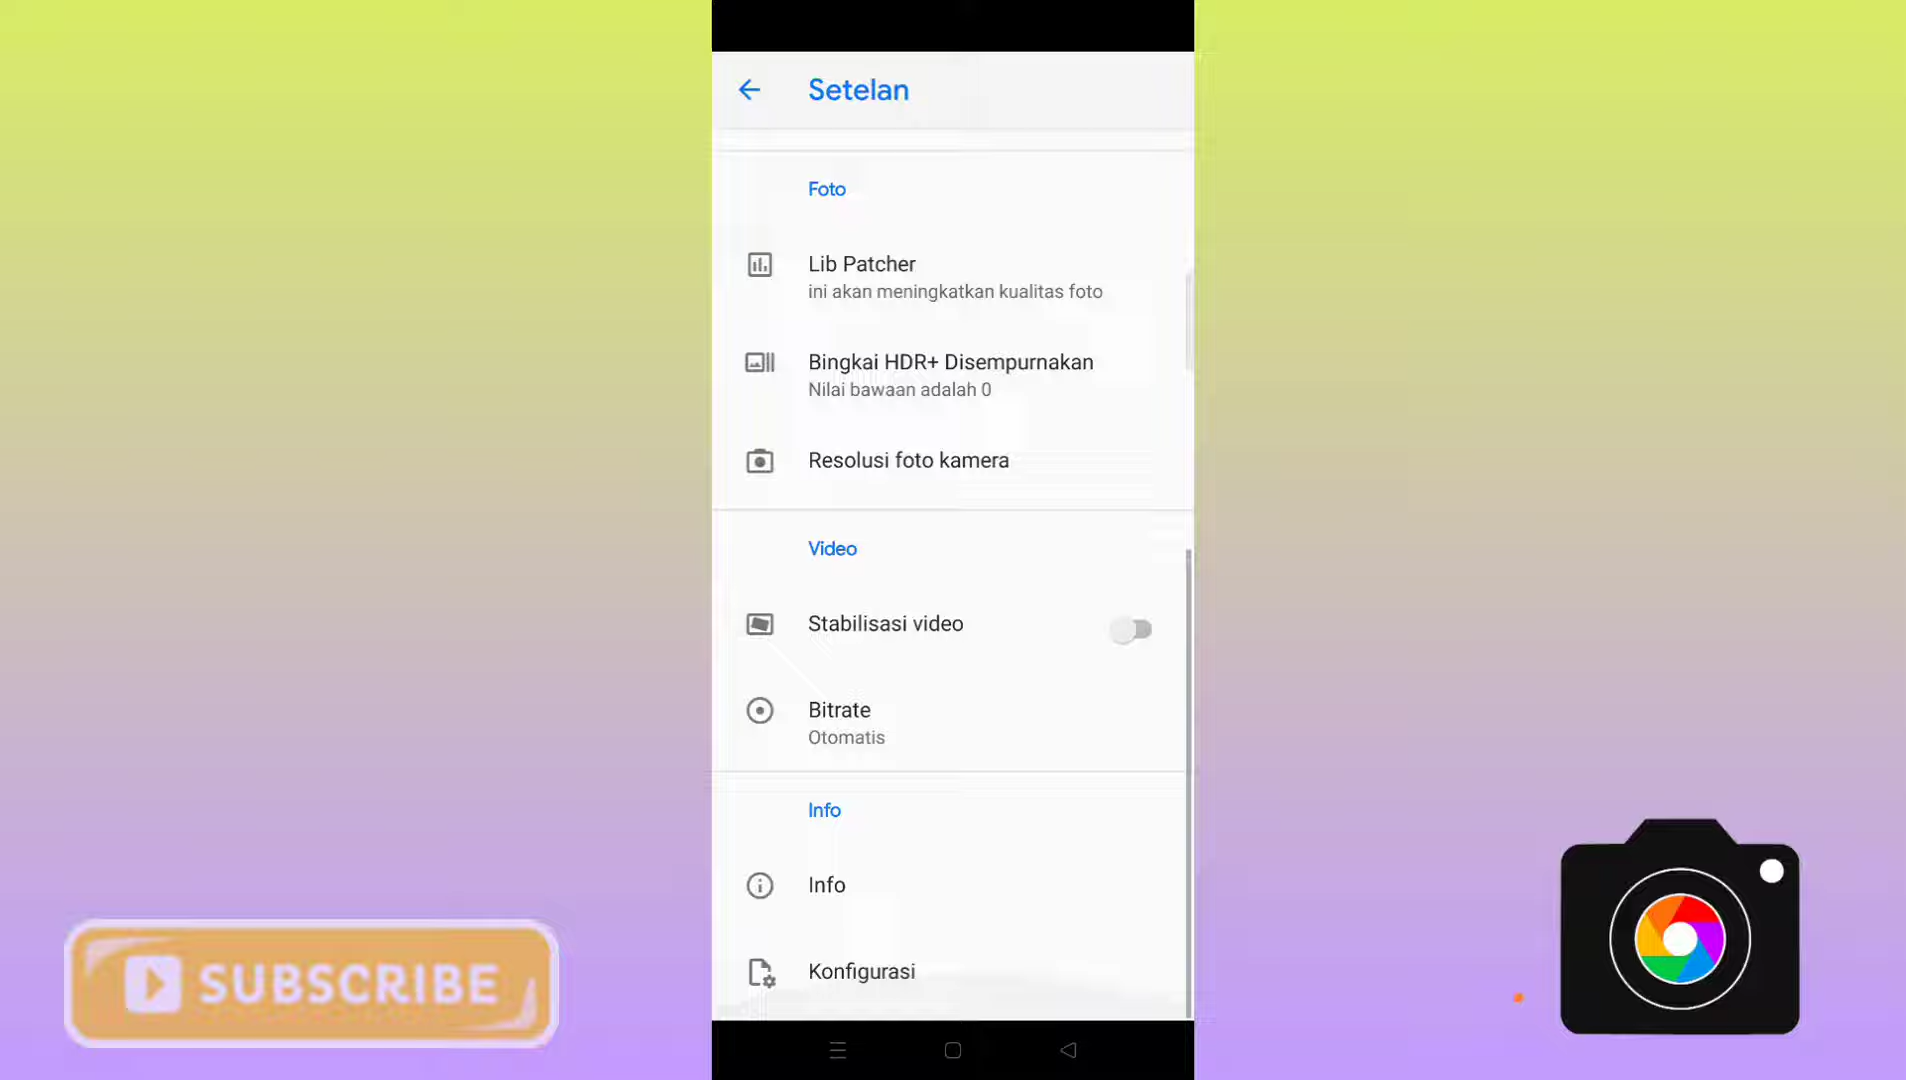 Setelan
Foto
Lib Patcher
ini akan meningkatkan kualitas foto
Bingkai HDR+ Disempurnakan
Nilai bawaan adalah 0
Resolusi foto kamera
Video
Stabilisasi video
Bitrate
Otomatis
Info
Info
Konfigurasi
SUBSCRIBE